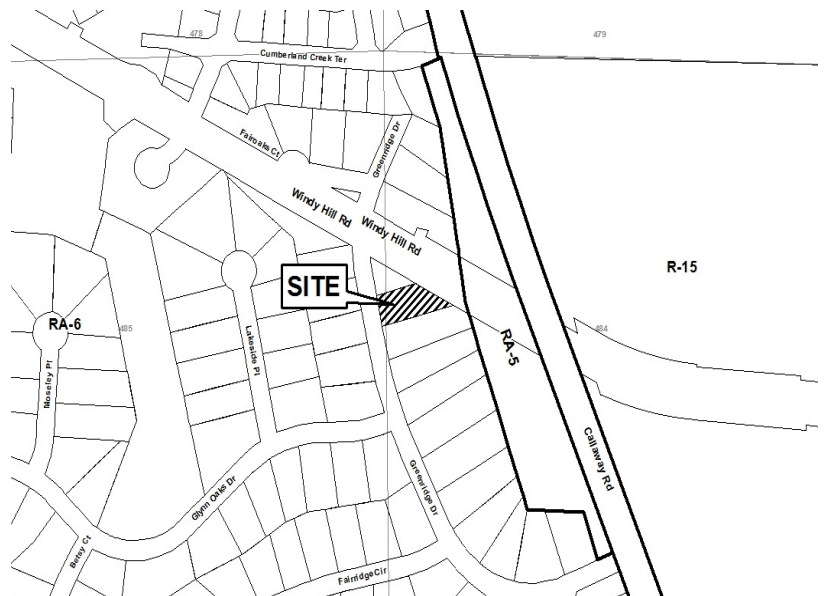 478
479
Cumberland Creek Ter
Fairoaks Ct
Greenridge Dr
Windy Hill Rd
Windy Hill Rd
SITE
R-15
RA-6
485
484
RA-5
Lakeside Pl
Moseley Pl
Callaway Rd
Greenridge Dr
Glynn Oaks Dr
Betsy Ct
Fairridge Cir